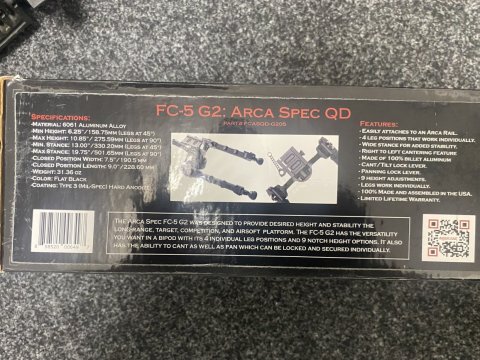 FC-5 G2: Arca Spec QD
Part# FCASQD-G205
Specifications:
-Material: 6061 Aluminum Alloy
-Min Height: 6.25"/158.75mm (Legs at 45°)
-Max Height: 10.85"/ 275.59mm (Legs at 90°)
-Min. Stance: 13.00"/330.20mm (Legs at 45°)
-Max Stance: 19.75"/501.65mm (Legs at 90°)
-Closed Position Width: 7.5"/190.5 mm
-Closed Position Length: 9.0"/228.60 mm
-Weight: 31.36 oz
-Color: Flat Black
-Coating: Type 3 (Mil-Spec) Hard Anodize
Features:
- Easily attaches to an Arca Rail.
- 4 leg positions that work individually.
- Wide stance for added stability.
- Right to left cantering feature
- Made of 100% billet aluminum
- Cant/Tilt lock lever.
- Panning lock lever.
- 9 height adjustments.
- Legs work individually.
- 100% Made and assembled in the USA.
- Limited Lifetime Warranty.
The Arca Spec FC-5 G2 was designed to provide desired height and stability the
long-range, target, competition, and airsoft platform. The FC-5 G2 has the versatility
you want in a bipod with its 4 individual leg positions and 9 notch height options. It also
has the ability to cant as well as pan which can be locked and secured individually.